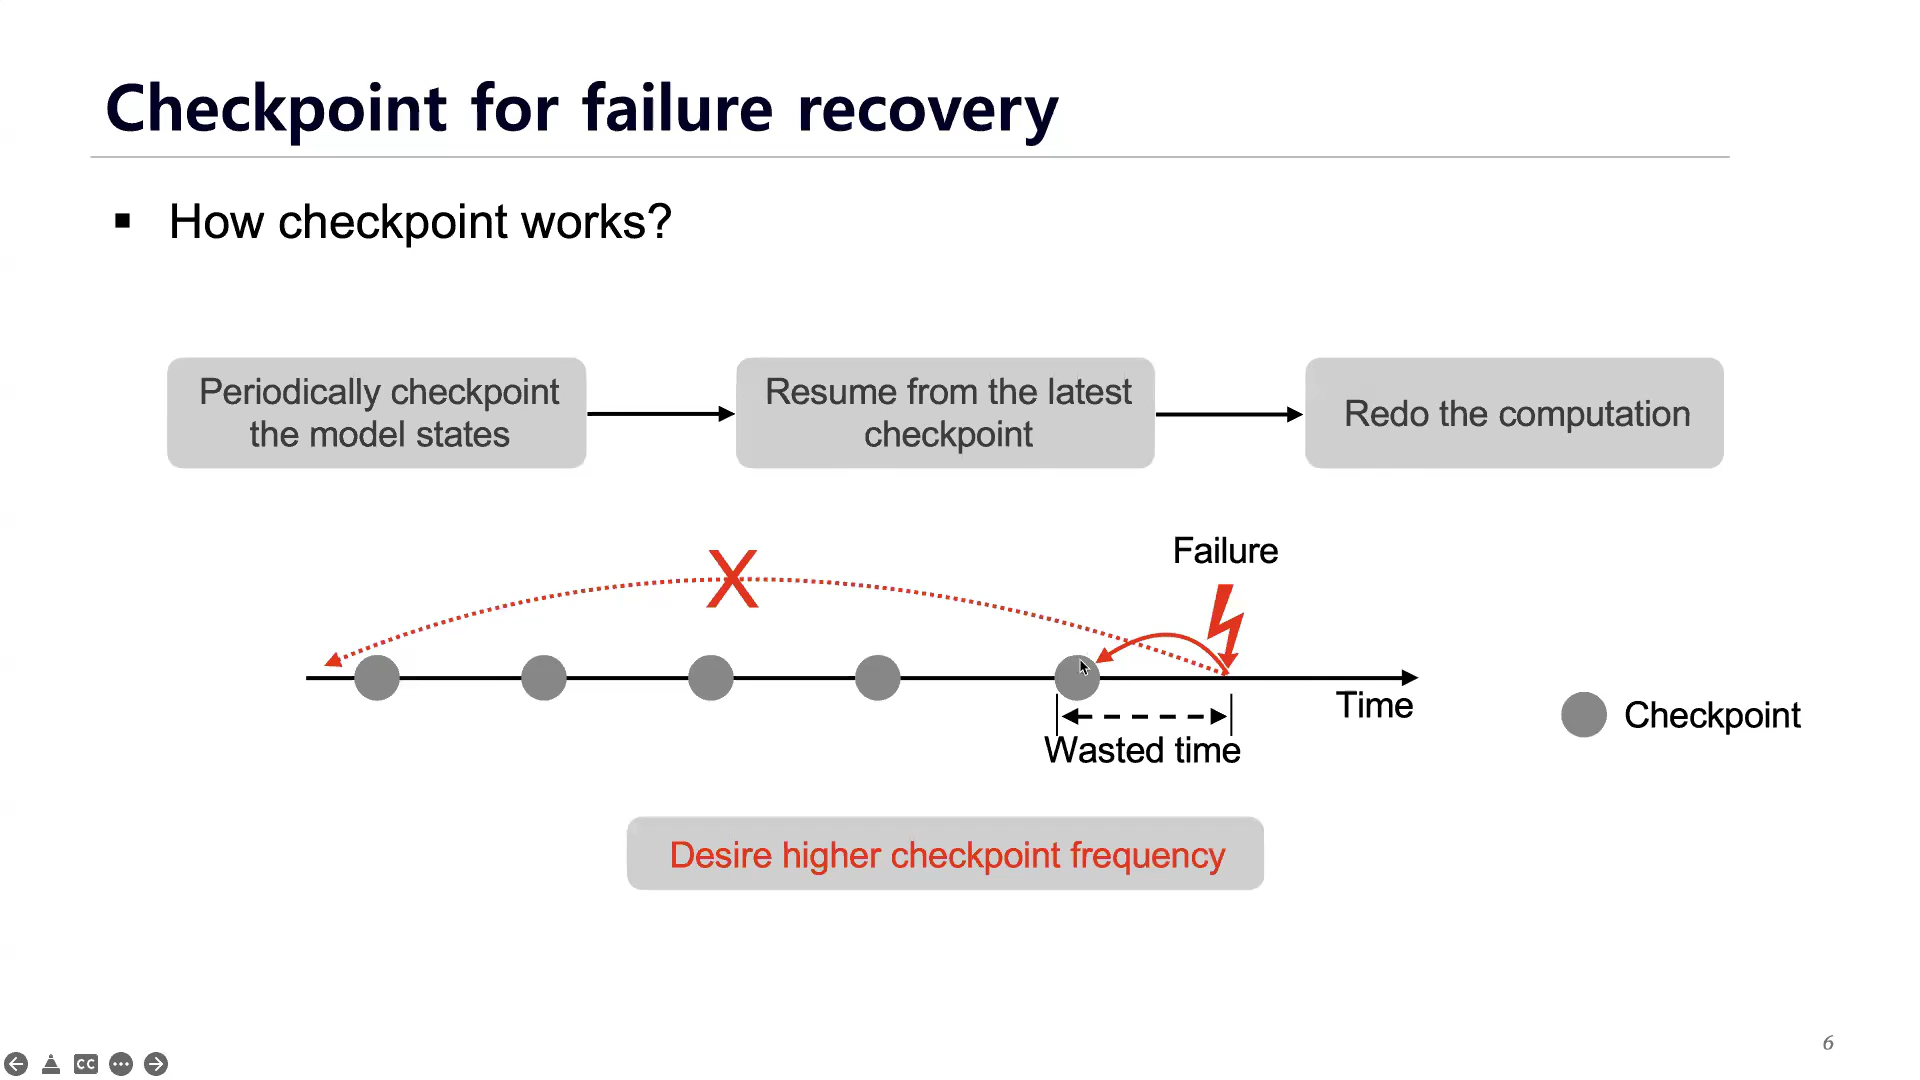 Checkpoint for failure recovery
▪ How checkpoint works?
Periodically checkpoint
the model states
Resume from the latest
checkpoint
Redo the computation
Failure
X
Time
Checkpoint
Wasted time
Desire higher checkpoint frequency
6
CC